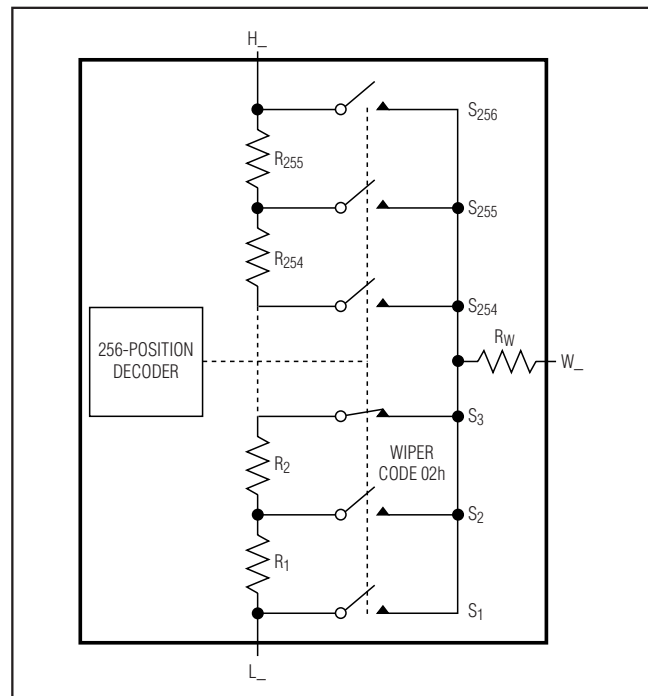 H_
S256
R255
S255
R254
S254
256-POSITION
DECODER
RW
W_
S3
R2
WIPER
CODE 02h
S2
R1
S1
L_